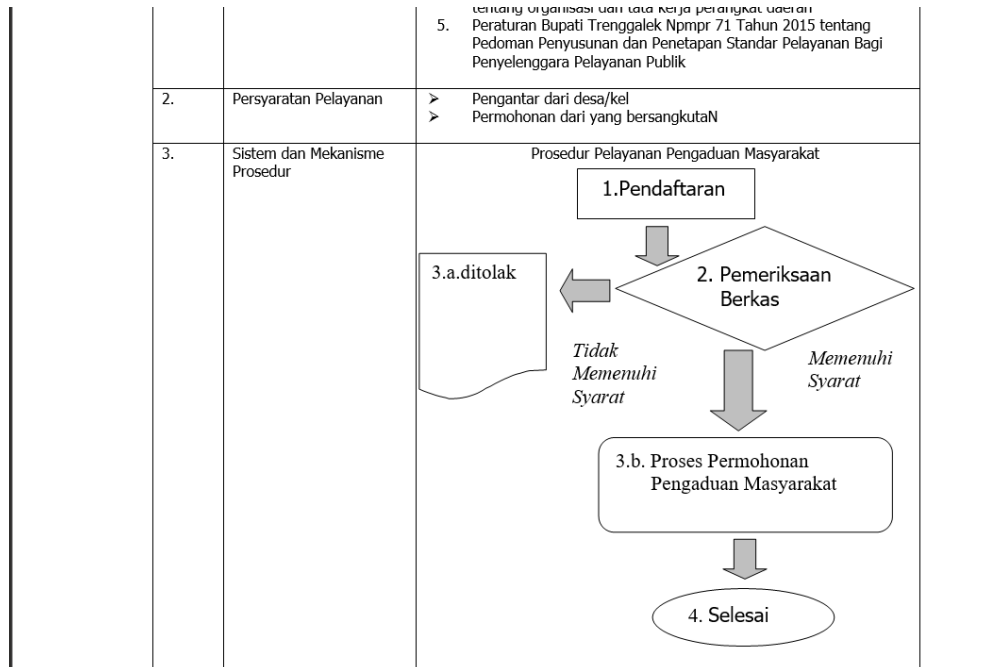 tentang organisasi dan tata kerja perangkat daerah
5. Peraturan Bupati Trenggalek Npmpr 71 Tahun 2015 tentang
Pedoman Penyusunan dan Penetapan Standar Pelayanan Bagi
Penyelenggara Pelayanan Publik
2. Persyaratan Pelayanan
➢ Pengantar dari desa/kel
➢ Permohonan dari yang bersangkutaN
3. Sistem dan Mekanisme
Prosedur
Prosedur Pelayanan Pengaduan Masyarakat
1.Pendaftaran
2. Pemeriksaan
Berkas
3.a.ditolak
Tidak
Memenuhi
Syarat
Memenuhi
Syarat
3.b. Proses Permohonan
Pengaduan Masyarakat
4. Selesai